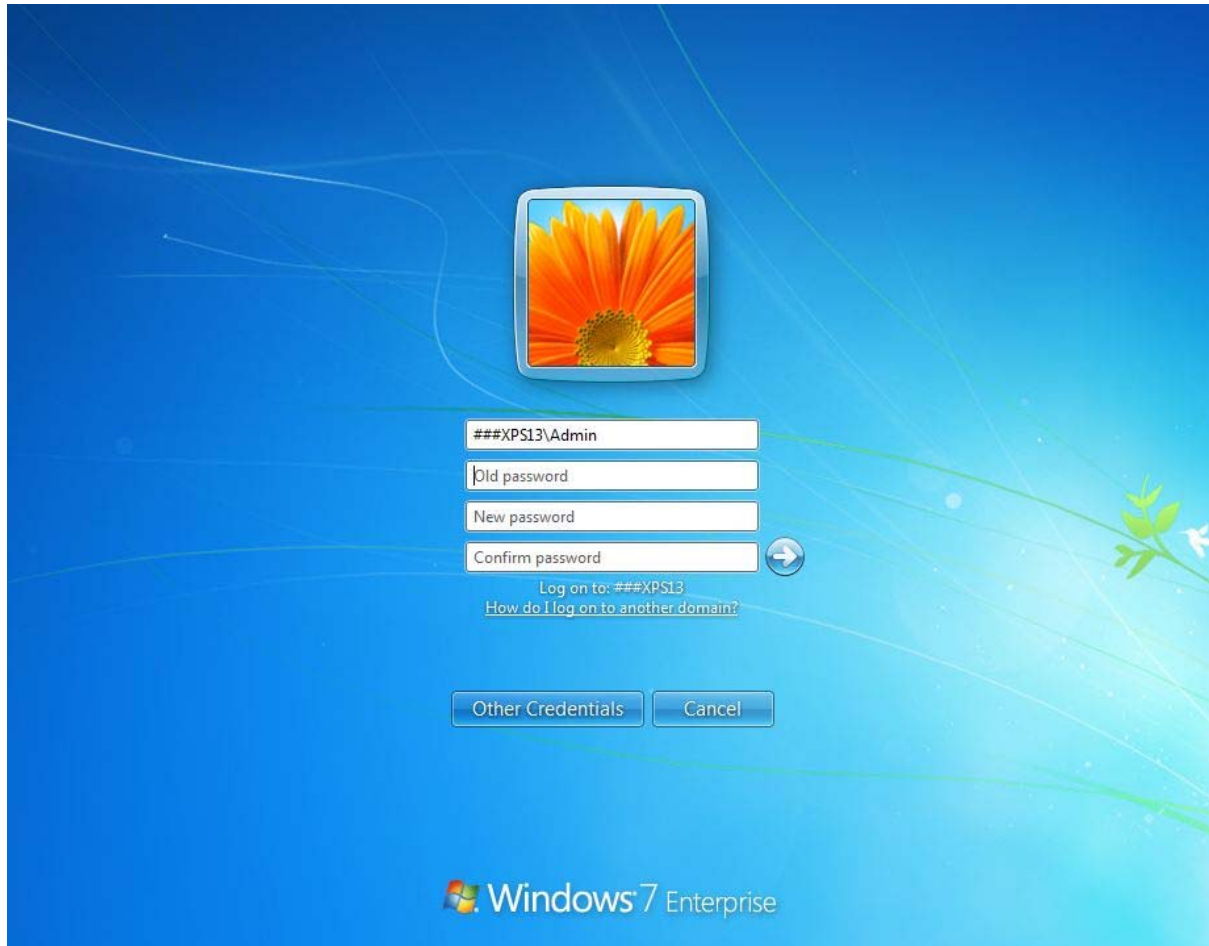 ###XPS13\Admin
Old password
New password
Confirm password
Log on to: ###XPS13
How do I log on to another domain?
Other Credentials Cancel
Windows 7 Enterprise